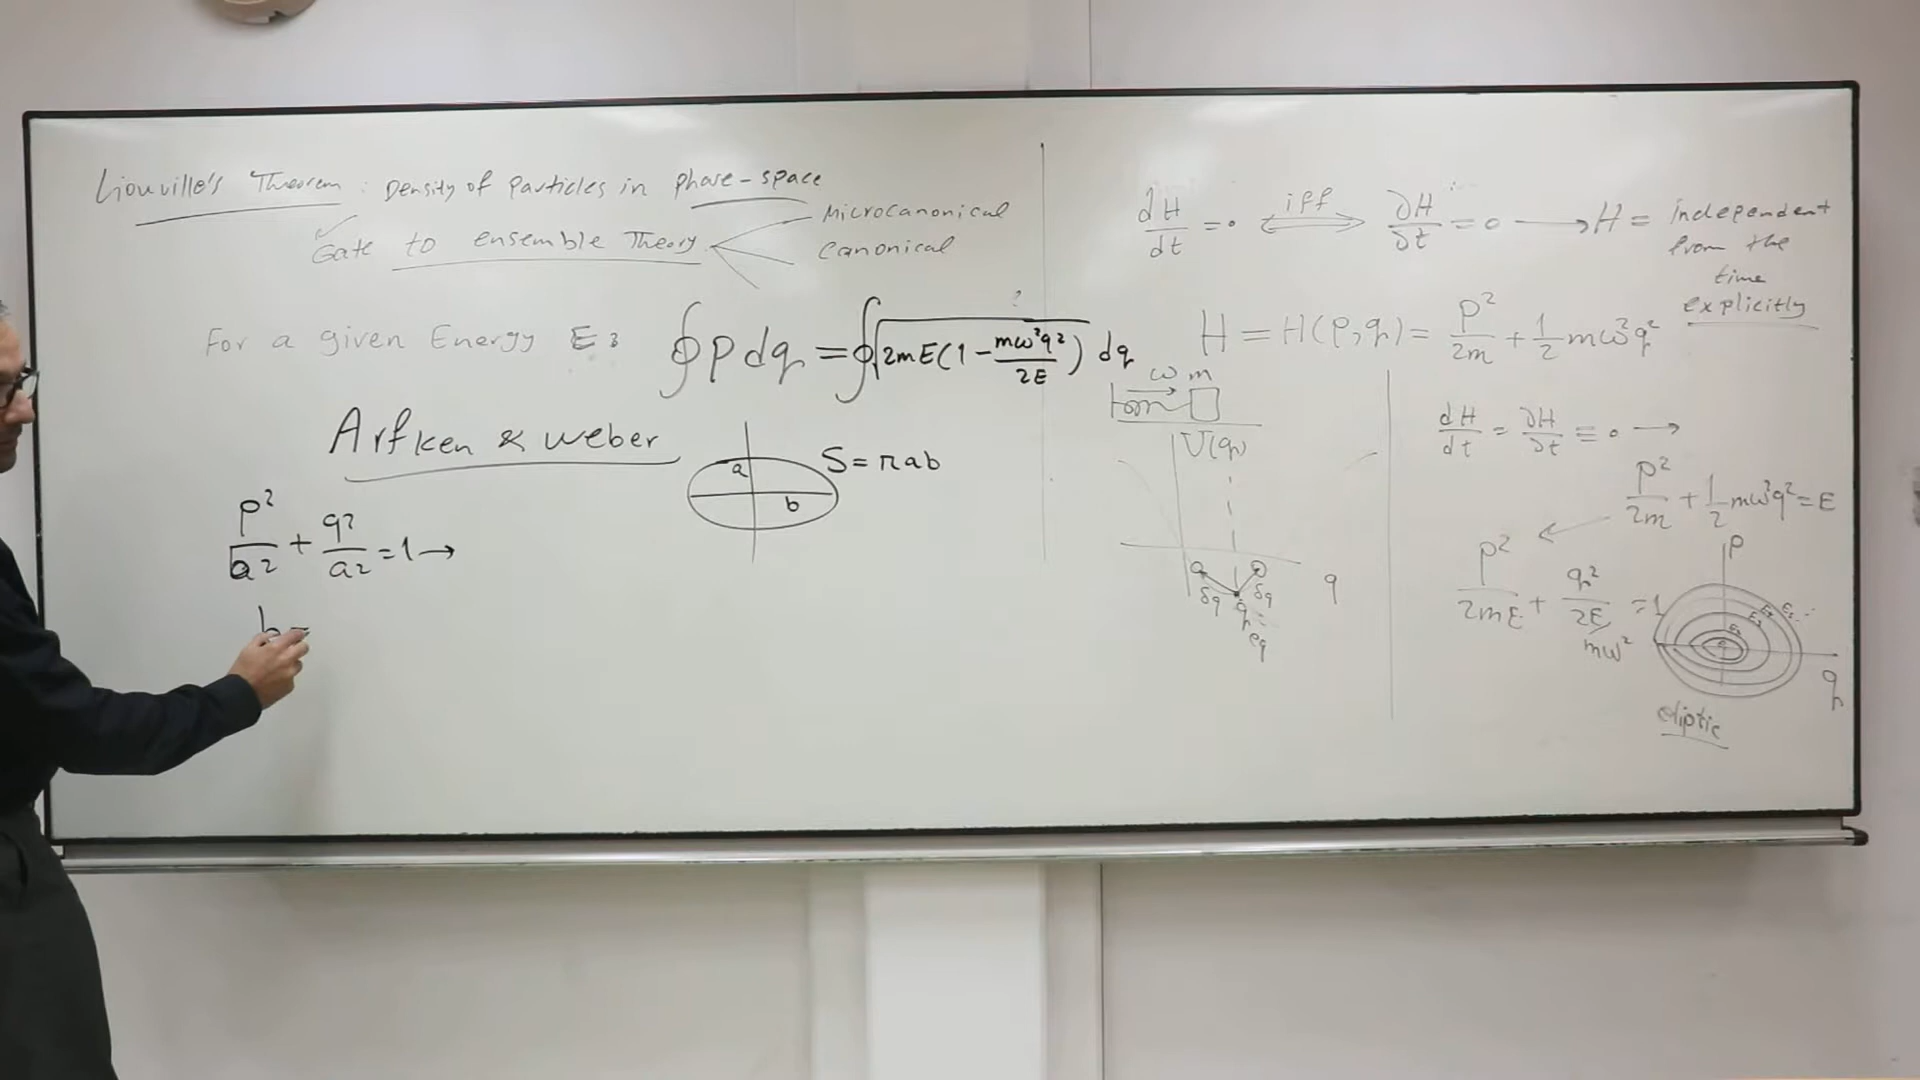 Liouville's Theorem: Density of Particles in phase-space
Gate to ensemble Theory
Microcanonical
canonical
For a given Energy E: ∮ p dq = ∮ √(2mE(1 - mω²q²/2E)) dq
?
Arfken & Weber
a
b
S = πab
p²/a² + q²/a² = 1 →
b =
dH/dt = 0 ⟺ iff ∂H/∂t = 0 → H = independent
from the
time
explicitly
H = H(p,q) = p²/2m + 1/2 mω²q²
ω m
U(q)
q
δq δq
q eq
dH/dt = ∂H/∂t = 0 →
p²/2m + 1/2 mω²q² = E
p²/2mE + q²/(2E/mω²) = 1
p
q
eliptic